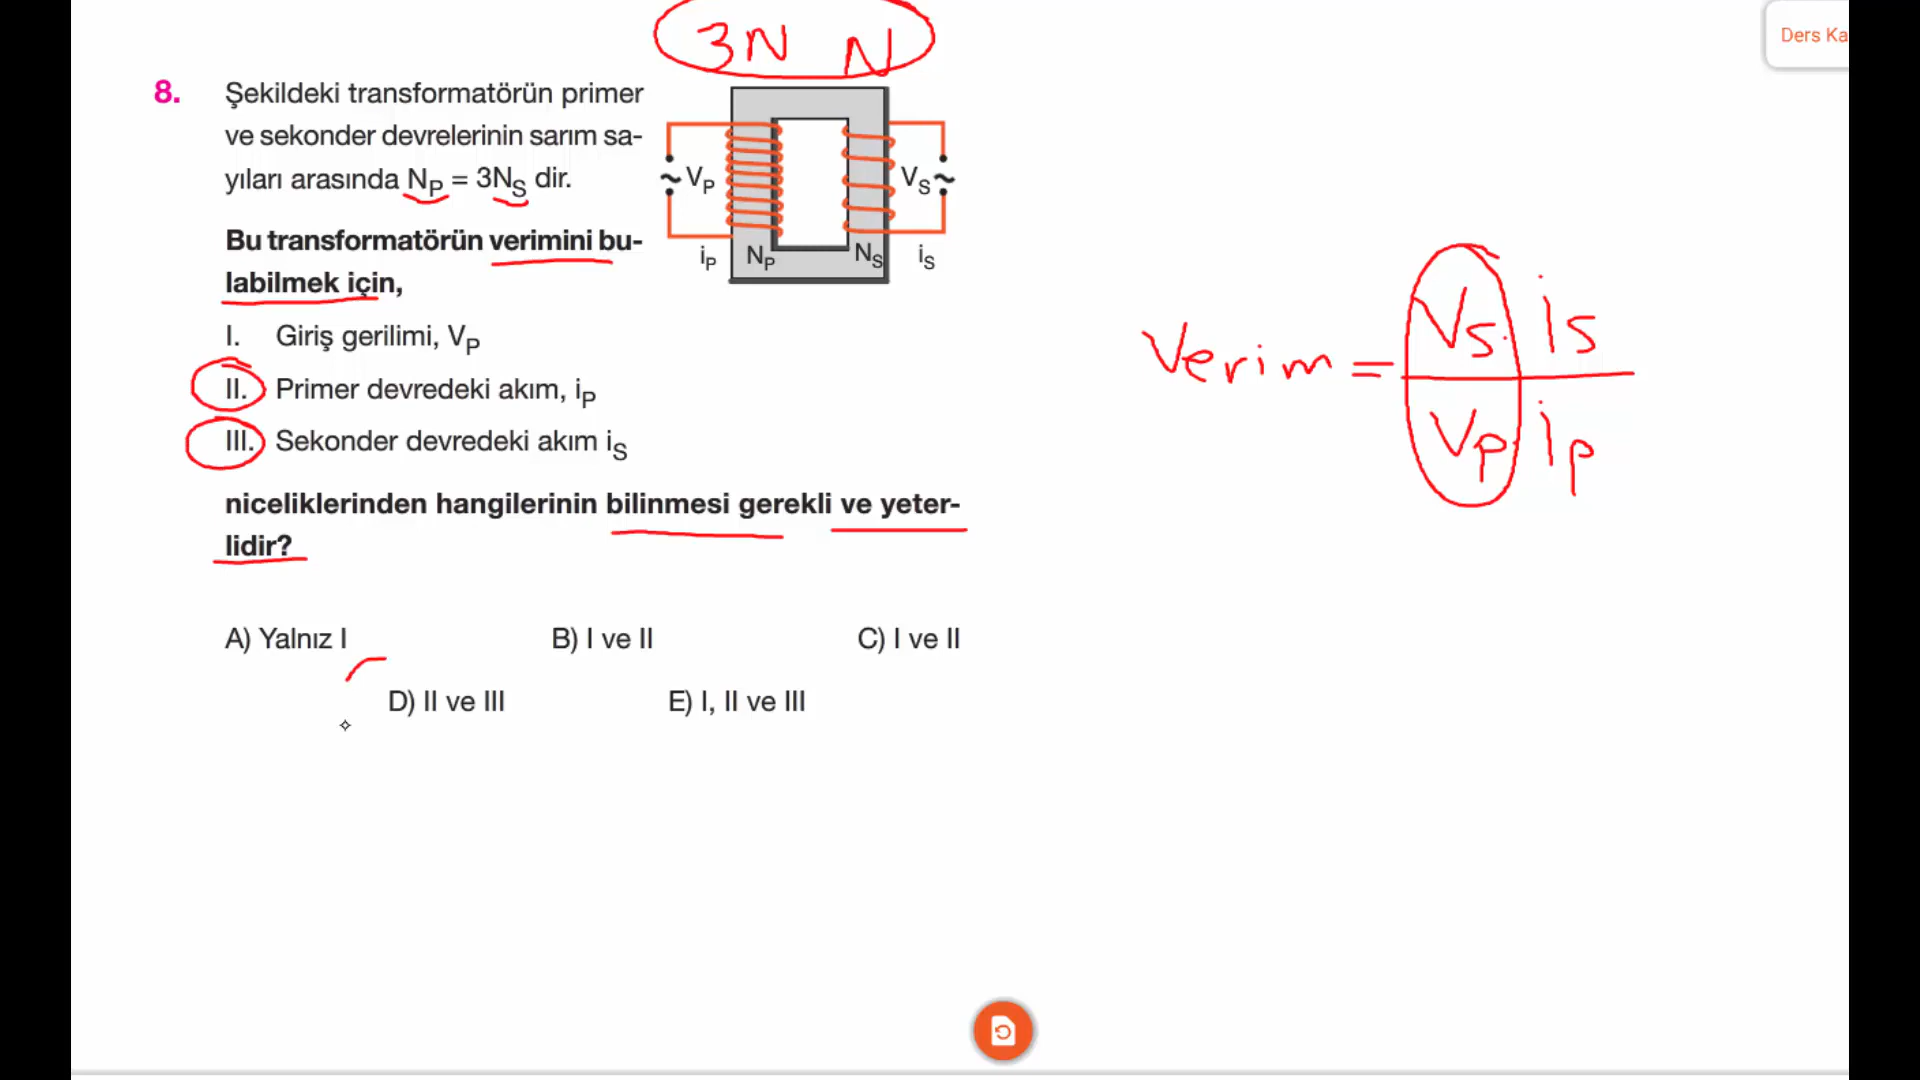 3N N
Ders Ka
8. Şekildeki transformatörün primer
ve sekonder devrelerinin sarım sa-
yıları arasında NP = 3NS dir.
VP
VS
iP NP NS iS
Bu transformatörün verimini bu-
labilmek için,
I. Giriş gerilimi, VP
II. Primer devredeki akım, iP
III. Sekonder devredeki akım iS
niceliklerinden hangilerinin bilinmesi gerekli ve yeter-
lidir?
A) Yalnız I B) I ve II C) I ve II
D) II ve III E) I, II ve III
Verim = Vs. is
Vp. ip